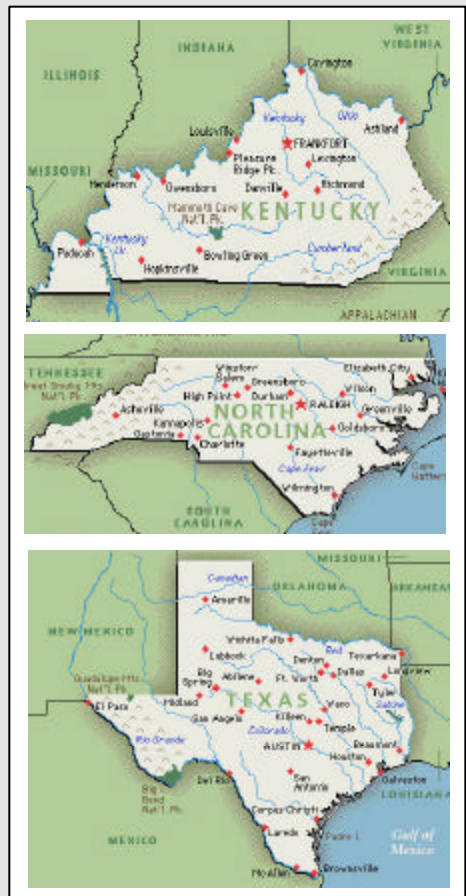 WEST
VIRGINIA
INDIANA
Covington
ILLINOIS
Kentucky
Ohio
Ashland
Louisville
FRANKFORT
Pleasure
Ridge Pk.
Lexington
MISSOURI
Henderson
Owensboro
Danville
Richmond
Mammoth Cave
Nat'l. Pk.
KENTUCKY
Paducah
Kentucky
Bowling Green
Cumberland
Hopkinsville
VIRGINIA
APPALACHIAN
TENNESSEE
Winston-
Salem
Greensboro
Elizabeth City
Great Smoky Mts.
Nat'l. Pk.
High Point
Durham
Wilson
RALEIGH
Asheville
Kannapolis
NORTH
CAROLINA
Greenville
Goldsboro
Gastonia
Charlotte
Fayetteville
Cape Fear
Cape
Wilmington
SOUTH
CAROLINA
Cape
MISSOURI
Canadian
OKLAHOMA
ARKANSAS
Amarillo
NEW MEXICO
Wichita Falls
Red
Texarkana
Lubbock
Denton
Dallas
Longview
Guadalupe Mts.
Nat'l. Pk.
Big
Spring
Abilene
Ft. Worth
Tyler
El Paso
Midland
TEXAS
Sabine
San Angelo
Waco
Killeen
Temple
Rio Grande
Colorado
AUSTIN
Beaumont
Houston
Big
Bend
Nat'l. Pk.
Del Rio
San
Antonio
Galveston
LOUISIANA
Corpus Christi
Laredo
Padre I.
Gulf of
Mexico
MEXICO
McAllen
Brownsville